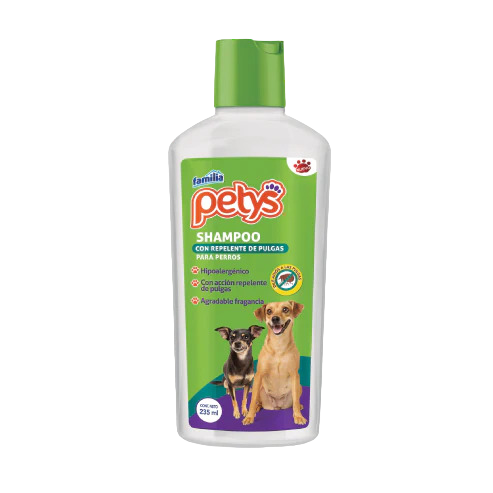 familia
petys
SHAMPOO
CON REPELENTE DE PULGAS
PARA PERROS
Hipoalergénico
Con acción repelente
de pulgas
Agradable fragancia
CONT. NETO
235 ml